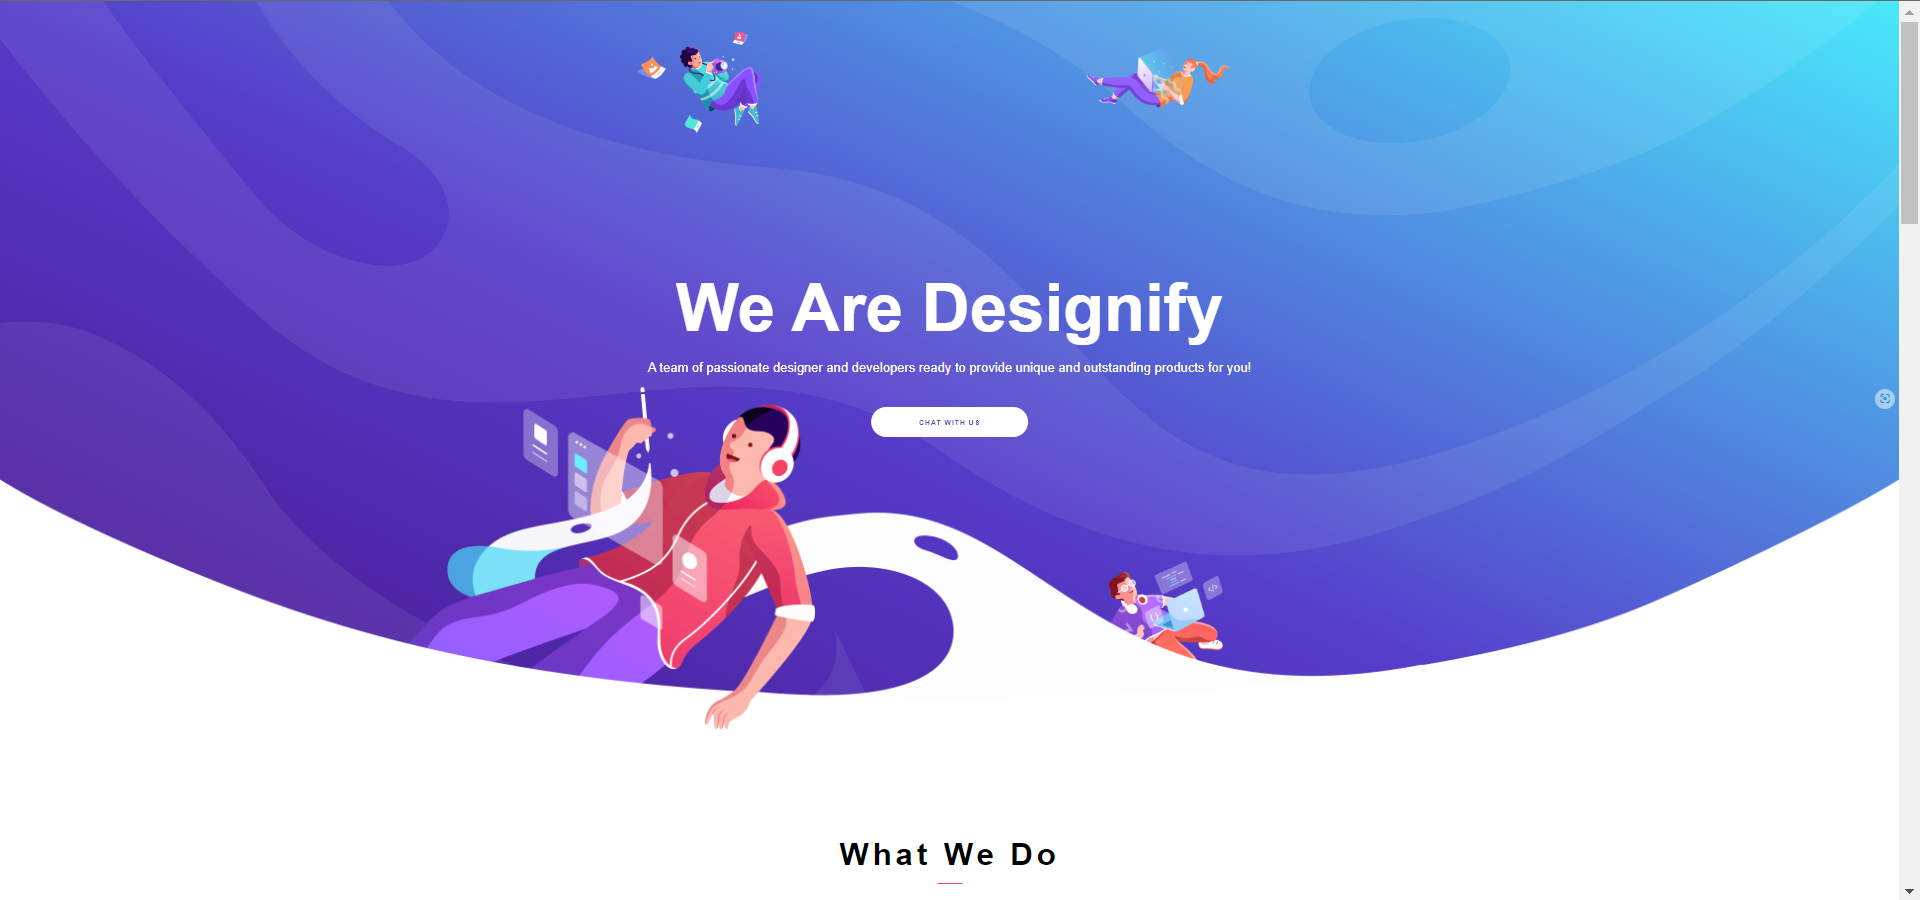 We Are Designify
A team of passionate designer and developers ready to provide unique and outstanding products for you!
CHAT WITH US
What We Do